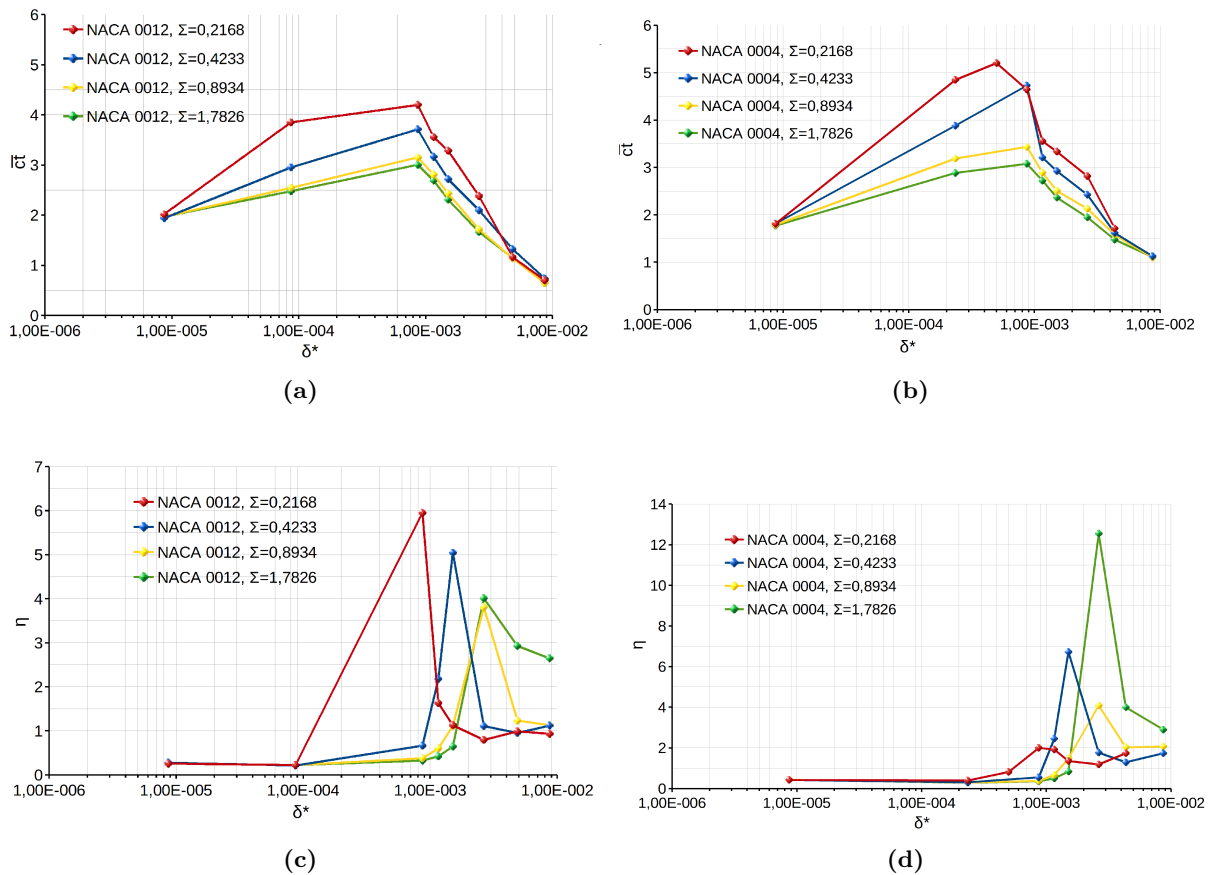 6
5
4
3
2
1
0
c̅t̅
NACA 0012, Σ=0,2168
NACA 0012, Σ=0,4233
NACA 0012, Σ=0,8934
NACA 0012, Σ=1,7826
1,00E-006 1,00E-005 1,00E-004 1,00E-003 1,00E-002
δ*
(a)
6
5
4
3
2
1
0
c̅t̅
NACA 0004, Σ=0,2168
NACA 0004, Σ=0,4233
NACA 0004, Σ=0,8934
NACA 0004, Σ=1,7826
1,00E-006 1,00E-005 1,00E-004 1,00E-003 1,00E-002
δ*
(b)
7
6
5
4
3
2
1
0
η
NACA 0012, Σ=0,2168
NACA 0012, Σ=0,4233
NACA 0012, Σ=0,8934
NACA 0012, Σ=1,7826
1,00E-006 1,00E-005 1,00E-004 1,00E-003 1,00E-002
δ*
(c)
14
12
10
8
6
4
2
0
η
NACA 0004, Σ=0,2168
NACA 0004, Σ=0,4233
NACA 0004, Σ=0,8934
NACA 0004, Σ=1,7826
1,00E-006 1,00E-005 1,00E-004 1,00E-003 1,00E-002
δ*
(d)